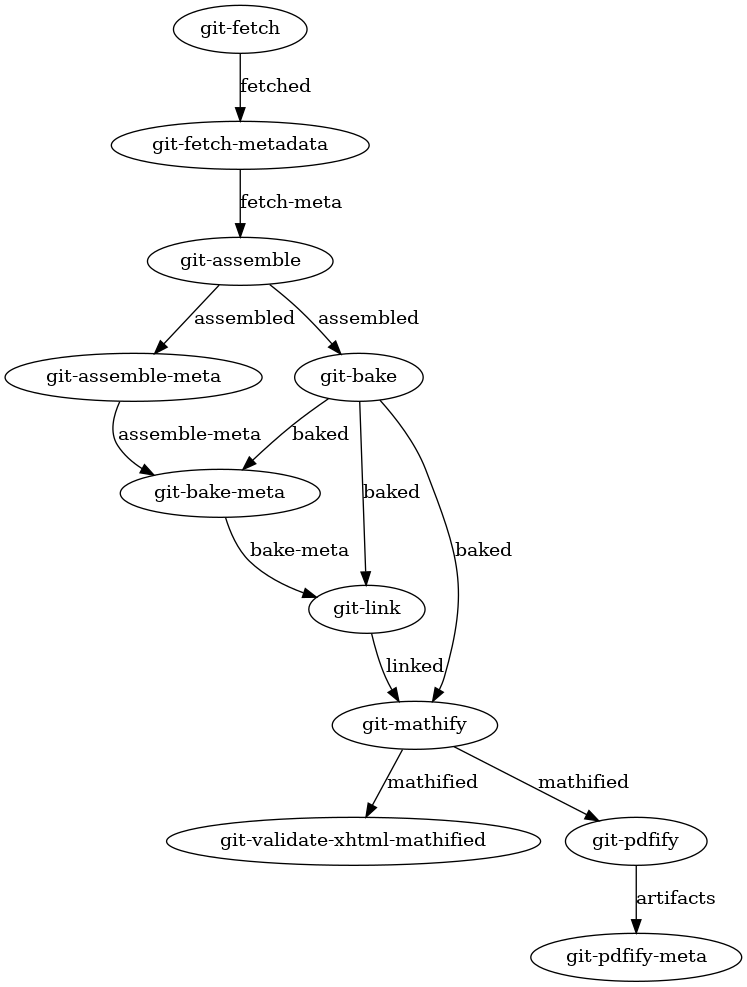 git-fetch
fetched
git-fetch-metadata
fetch-meta
git-assemble
assembled
assembled
git-assemble-meta
git-bake
assemble-meta
baked
git-bake-meta
baked
bake-meta
baked
git-link
linked
git-mathify
mathified
mathified
git-validate-xhtml-mathified
git-pdfify
artifacts
git-pdfify-meta